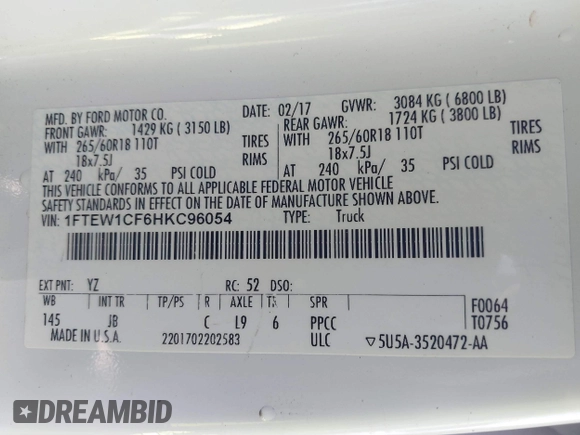 MFD. BY FORD MOTOR CO.
DATE: 02/17 GVWR: 3084 KG ( 6800 LB)
FRONT GAWR: 1429 KG ( 3150 LB)
REAR GAWR: 1724 KG ( 3800 LB)
WITH 265/60R18 110T TIRES
WITH 265/60R18 110T TIRES
18x7.5J RIMS
18x7.5J RIMS
AT 240 kPa/ 35 PSI COLD
AT 240 kPa/ 35 PSI COLD
THIS VEHICLE CONFORMS TO ALL APPLICABLE FEDERAL MOTOR VEHICLE
SAFETY STANDARDS IN EFFECT ON THE DATE OF MANUFACTURE SHOWN ABOVE.
VIN: 1FTEW1CF6HKC96054 TYPE: Truck
EXT PNT: YZ RC: 52 DSO:
WB INT TR TP/PS R AXLE TR SPR
145 JB C L9 6 PPCC
F0064
T0756
MADE IN U.S.A. 2201702202583 ULC ▽5U5A-3520472-AA
DREAMBID